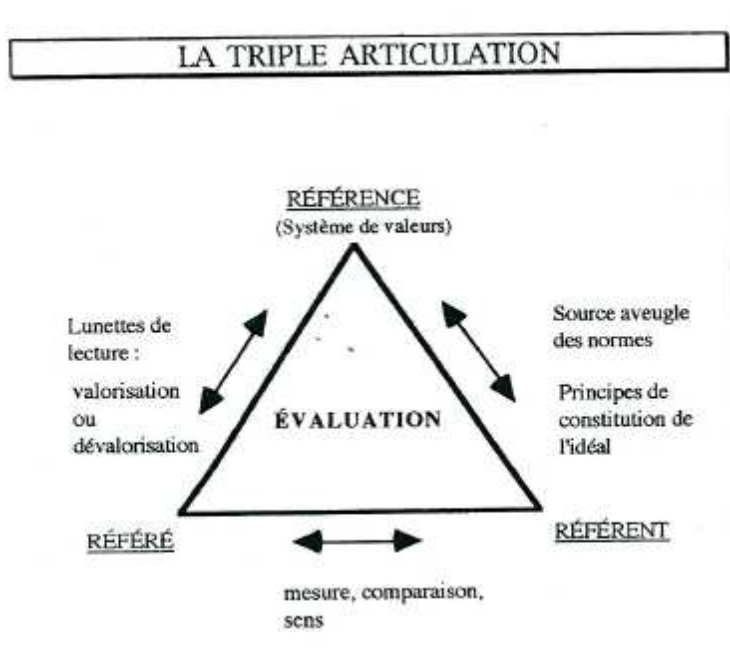 LA TRIPLE ARTICULATION
RÉFÉRENCE
(Système de valeurs)
Lunettes de
lecture :
valorisation
ou
dévalorisation
Source aveugle
des normes
Principes de
constitution de
l'idéal
ÉVALUATION
RÉFÉRÉ
RÉFÉRENT
mesure, comparaison,
sens